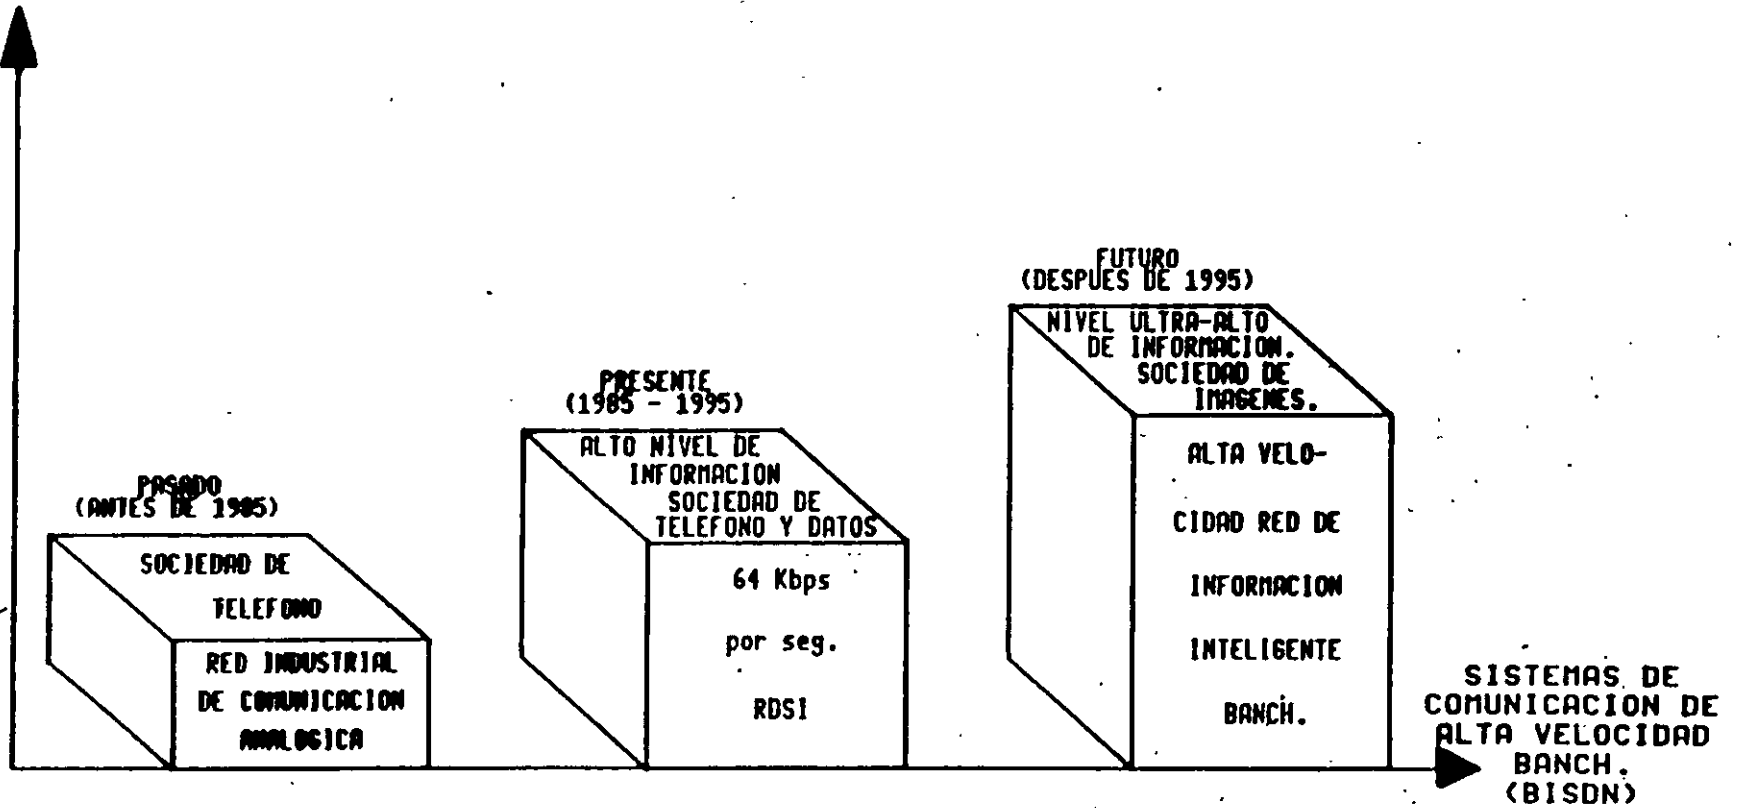 PASADO
(ANTES DE 1985)
SOCIEDAD DE
TELEFONO
RED INDUSTRIAL
DE COMUNICACION
ANALOGICA
PRESENTE
(1985 - 1995)
ALTO NIVEL DE
INFORMACION
SOCIEDAD DE
TELEFONO Y DATOS
64 Kbps
por seg.
RDSI
FUTURO
(DESPUES DE 1995)
NIVEL ULTRA-ALTO
DE INFORMACION.
SOCIEDAD DE
IMAGENES.
ALTA VELO-
CIDAD RED DE
INFORMACION
INTELIGENTE
BANCH.
SISTEMAS DE
COMUNICACION DE
ALTA VELOCIDAD
BANCH.
(BISDN)